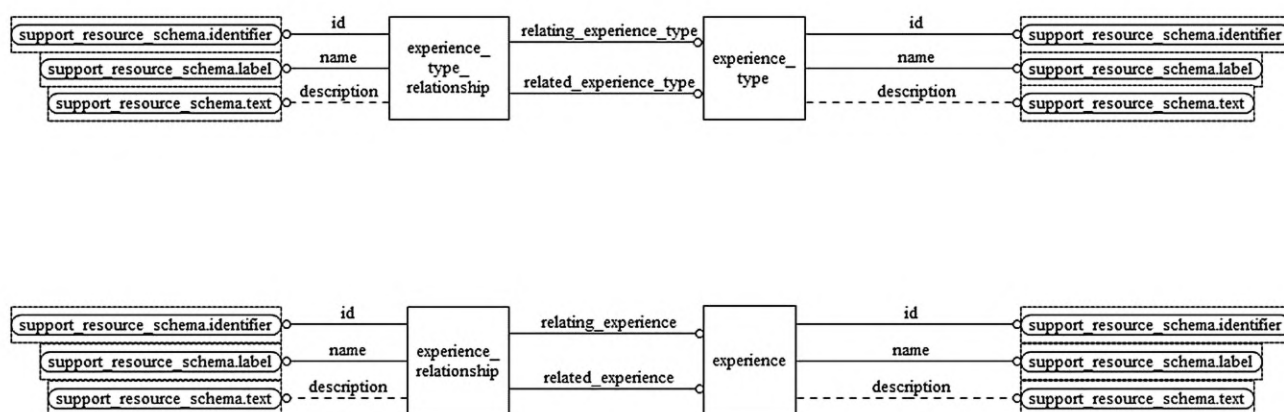 id
relating_experience_type
id
support_resource_schema.identifier
experience_
type_
relationship
experience_
type
support_resource_schema.identifier
name
name
support_resource_schema.label
support_resource_schema.label
related_experience_type
description
description
support_resource_schema.text
support_resource_schema.text
id
relating_experience
id
support_resource_schema.identifier
support_resource_schema.identifier
name
name
support_resource_schema.label
experience_
relationship
experience
support_resource_schema.label
description
related_experience
description
support_resource_schema.text
support_resource_schema.text